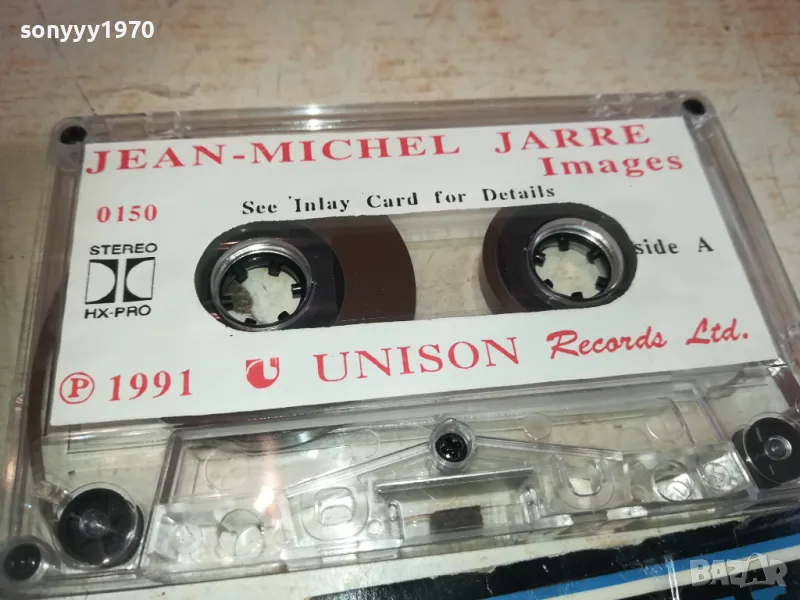 sonyyy1970
JEAN-MICHEL JARRE
Images
0150
See Inlay Card for Details
STEREO
side A
HX-PRO
℗ 1991 UNISON Records Ltd.
BAZAR